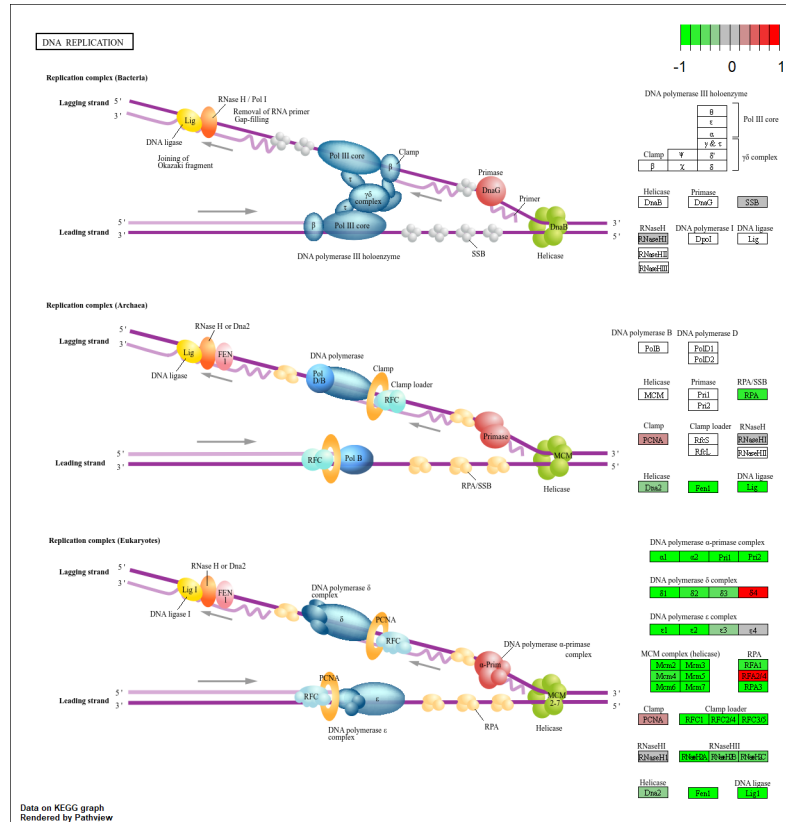 DNA REPLICATION
-1 0 1
Replication complex (Bacteria)
Lagging strand
5'
3'
RNase H / Pol I
Removal of RNA primer
Gap-filling
Lig
DNA ligase
Joining of
Okazaki fragment
Pol III core
β
Clamp
τ
γδ
complex
τ
Primase
DnaG
Primer
β
Pol III core
DnaB
5'
3'
3'
5'
Leading strand
DNA polymerase III holoenzyme
SSB
Helicase
DNA polymerase III holoenzyme
θ
ε
α
Pol III core
γ & τ
Clamp Ψ δ'
β χ δ
γδ complex
Helicase Primase
DnaB DnaG SSB
RNaseH DNA polymerase I DNA ligase
RNaseHI DpoI Lig
RNaseHII
RNaseHIII
Replication complex (Archaea)
Lagging strand
5'
3'
RNase H or Dna2
Lig
FEN
1
DNA ligase
DNA polymerase
Pol
D/B
Clamp
Clamp loader
RFC
Primase
5'
3'
Leading strand
RFC
Pol B
RPA/SSB
MCM
Helicase
3'
5'
DNA polymerase B DNA polymerase D
PolB PolD1
PolD2
Helicase Primase RPA/SSB
MCM Pri1 RPA
Pri2
Clamp Clamp loader RNaseH
PCNA RfcS RNaseHI
RfcL RNaseHII
Helicase DNA ligase
Dna2 Fen1 Lig
Replication complex (Eukaryotes)
Lagging strand
5'
3'
RNase H or Dna2
Lig I
FEN
1
DNA ligase I
DNA polymerase δ
complex
δ
PCNA
RFC
DNA polymerase α-primase
complex
α-Prim
5'
3'
Leading strand
PCNA
RFC
ε
DNA polymerase ε
complex
RPA
MCM
2-7
Helicase
3'
5'
DNA polymerase α-primase complex
α1 α2 Pri1 Pri2
DNA polymerase δ complex
δ1 δ2 δ3 δ4
DNA polymerase ε complex
ε1 ε2 ε3 ε4
MCM complex (helicase) RPA
Mcm2 Mcm3 RFA1
Mcm4 Mcm5 RPA2/4
Mcm6 Mcm7 RPA3
Clamp Clamp loader
PCNA RFC1 RFC2/4 RFC3/5
RNaseHI RNaseHII
RNaseH1 RNaseH2A RNaseH2B RNaseH2C
Helicase DNA ligase
Dna2 Fen1 Lig1
Data on KEGG graph
Rendered by Pathview